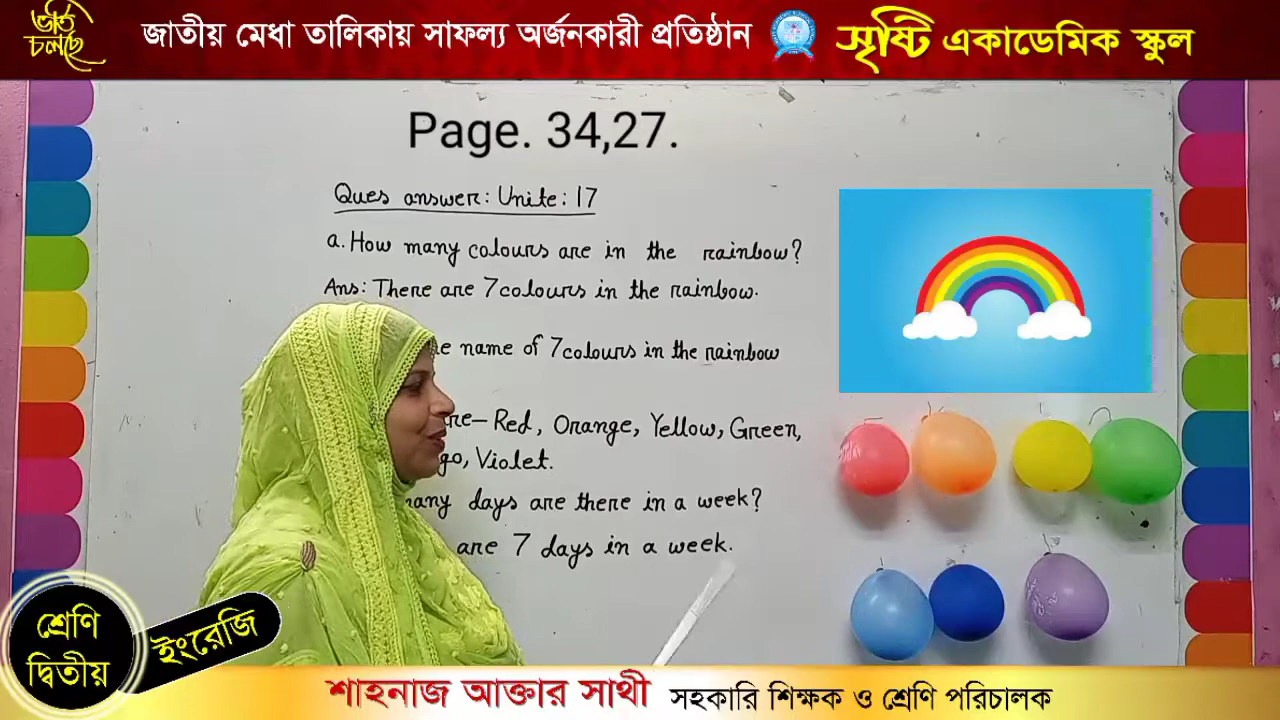 ভর্তি চলছে
জাতীয় মেধা তালিকায় সাফল্য অর্জনকারী প্রতিষ্ঠান
সৃষ্টি একাডেমিক স্কুল
Page. 34,27.
Ques answer: Unite: 17
a. How many colours are in the rainbow?
Ans: There are 7 colours in the rainbow.
name of 7 colours in the rainbow
Red, Orange, Yellow, Green,
Violet.
days are there in a week?
are 7 days in a week.
শ্রেণি
দ্বিতীয়
ইংরেজি
শাহনাজ আক্তার সাথী সহকারি শিক্ষক ও শ্রেণি পরিচালক